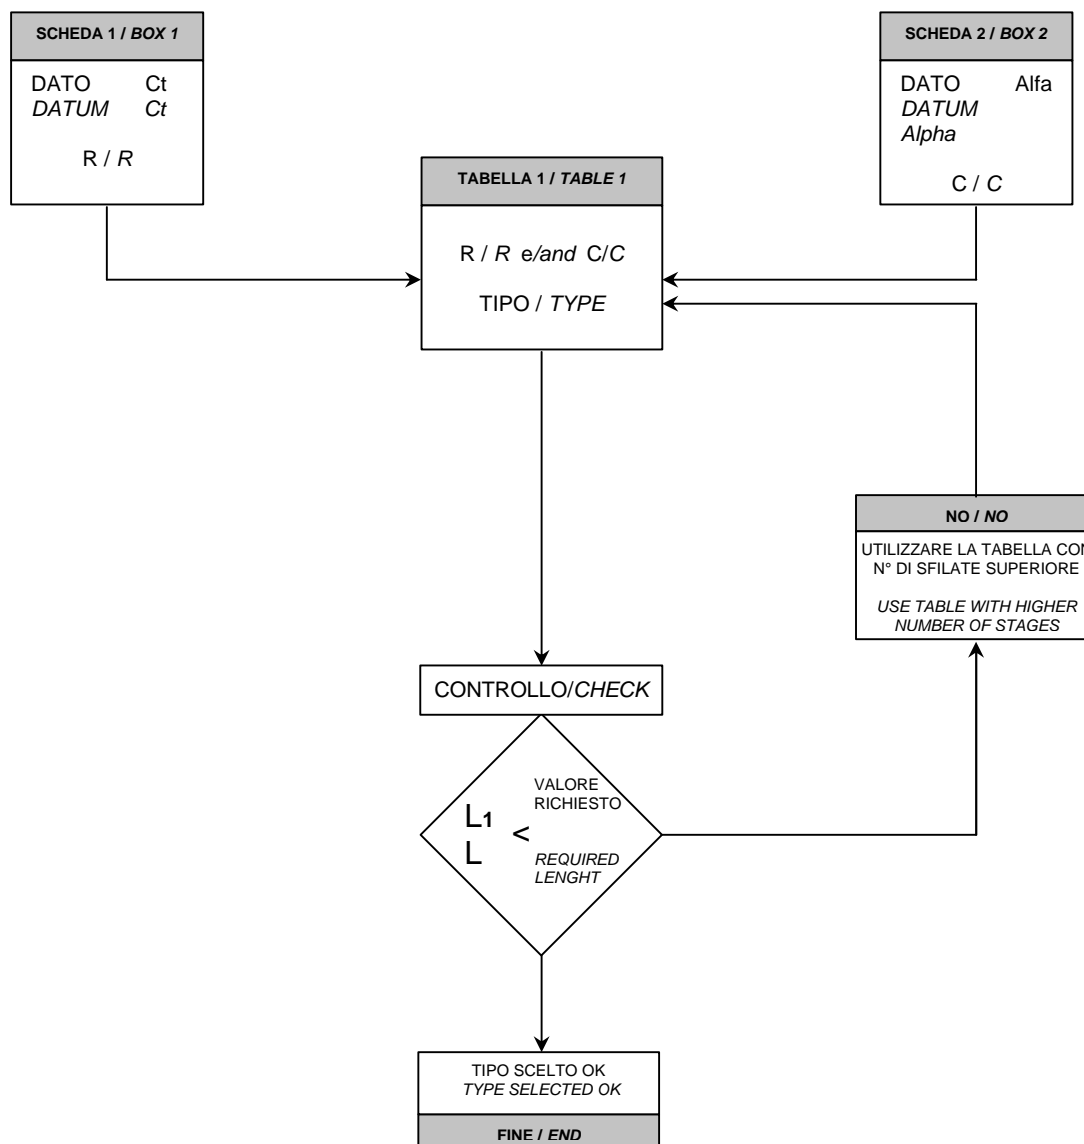 SCHEDA 1 / BOX 1
DATO Ct
DATUM Ct
R / R
SCHEDA 2 / BOX 2
DATO Alfa
DATUM
Alpha
C / C
TABELLA 1 / TABLE 1
R / R e/and C/C
TIPO / TYPE
NO / NO
UTILIZZARE LA TABELLA CON
N° DI SFILATE SUPERIORE
USE TABLE WITH HIGHER
NUMBER OF STAGES
CONTROLLO/CHECK
VALORE
RICHIESTO
L1
<
L
REQUIRED
LENGHT
TIPO SCELTO OK
TYPE SELECTED OK
FINE / END